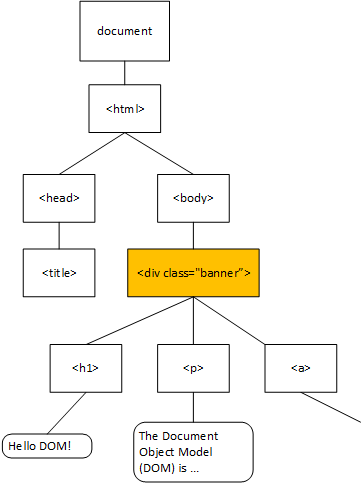 document
<html>
<head>
<body>
<title>
<div class="banner”>
<h1>
<p>
<a>
Hello DOM!
The Document
Object Model
(DOM) is ...